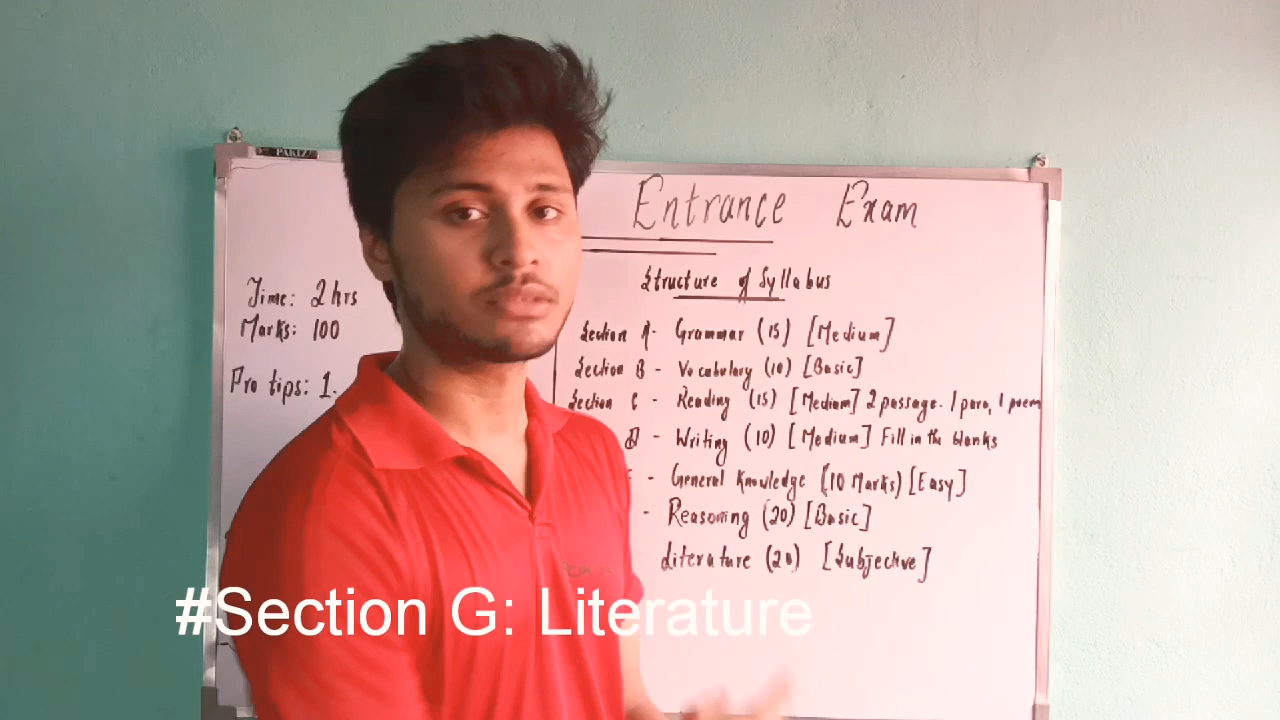 PAKIZ
Entrance Exam
Structure of Syllabus
Time: 2 hrs
Marks: 100
Pro tips: 1.
Section A- Grammar (15) [Medium]
Section B - Vocabulary (10) [Basic]
Section C - Reading (15) [Medium] 2 passage. 1 para, 1 poem
D - Writing (10) [Medium] Fill in the blanks
- General Knowledge (10 Marks) [Easy]
- Reasoning (20) [Basic]
Literature (20) [Subjective]
#Section G: Literature